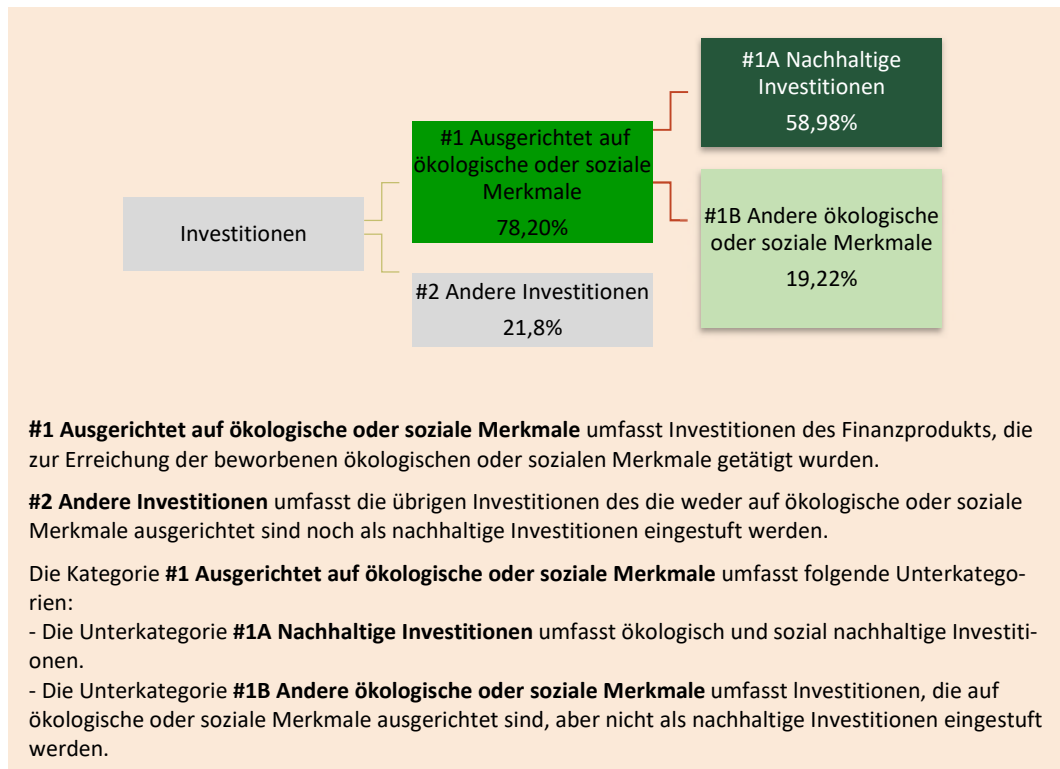 #1A Nachhaltige
Investitionen
58,98%
#1 Ausgerichtet auf
ökologische oder soziale
Merkmale
78,20%
#1B Andere ökologische
oder soziale Merkmale
19,22%
Investitionen
#2 Andere Investitionen
21,8%
#1 Ausgerichtet auf ökologische oder soziale Merkmale umfasst Investitionen des Finanzprodukts, die
zur Erreichung der beworbenen ökologischen oder sozialen Merkmale getätigt wurden.
#2 Andere Investitionen umfasst die übrigen Investitionen des die weder auf ökologische oder soziale
Merkmale ausgerichtet sind noch als nachhaltige Investitionen eingestuft werden.
Die Kategorie #1 Ausgerichtet auf ökologische oder soziale Merkmale umfasst folgende Unterkatego-
rien:
- Die Unterkategorie #1A Nachhaltige Investitionen umfasst ökologisch und sozial nachhaltige Investiti-
onen.
- Die Unterkategorie #1B Andere ökologische oder soziale Merkmale umfasst Investitionen, die auf
ökologische oder soziale Merkmale ausgerichtet sind, aber nicht als nachhaltige Investitionen eingestuft
werden.